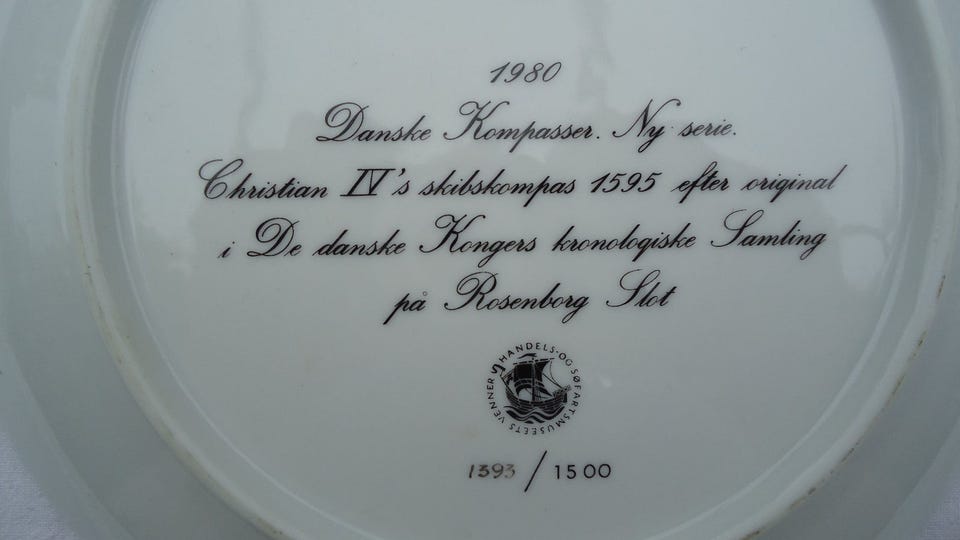 1980
Danske Kompasser. Ny serie.
Christian IV's skibskompas 1595 efter original
i De danske Kongers kronologiske Samling
på Rosenborg Slot
HANDELS-OG SØFARTSMUSEETS VENNER
1393 / 1500